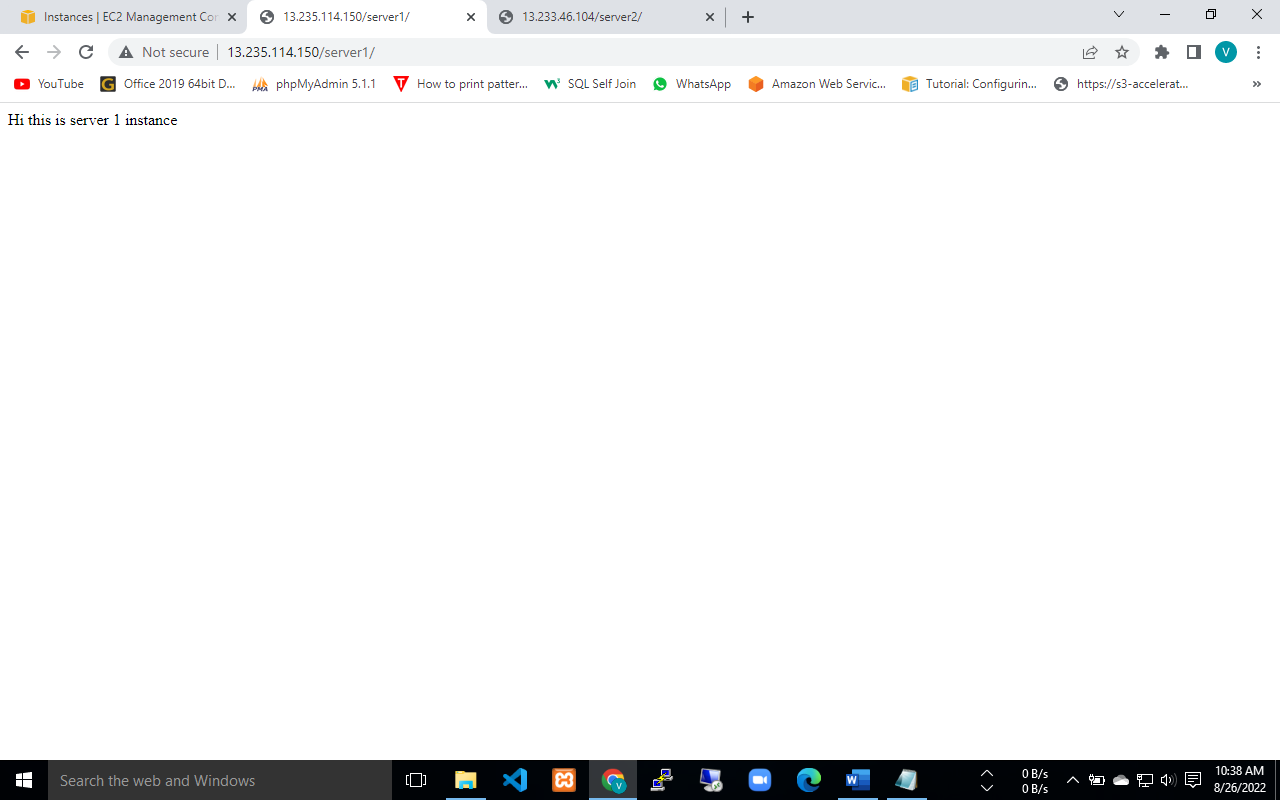 Instances | EC2 Management Con
13.235.114.150/server1/
13.233.46.104/server2/
Not secure
13.235.114.150/server1/
V
YouTube
Office 2019 64bit D...
phpMyAdmin 5.1.1
How to print patter...
SQL Self Join
WhatsApp
Amazon Web Servic...
Tutorial: Configurin...
https://s3-accelerat...
»
Hi this is server 1 instance
Search the web and Windows
0 B/s
0 B/s
10:38 AM
8/26/2022